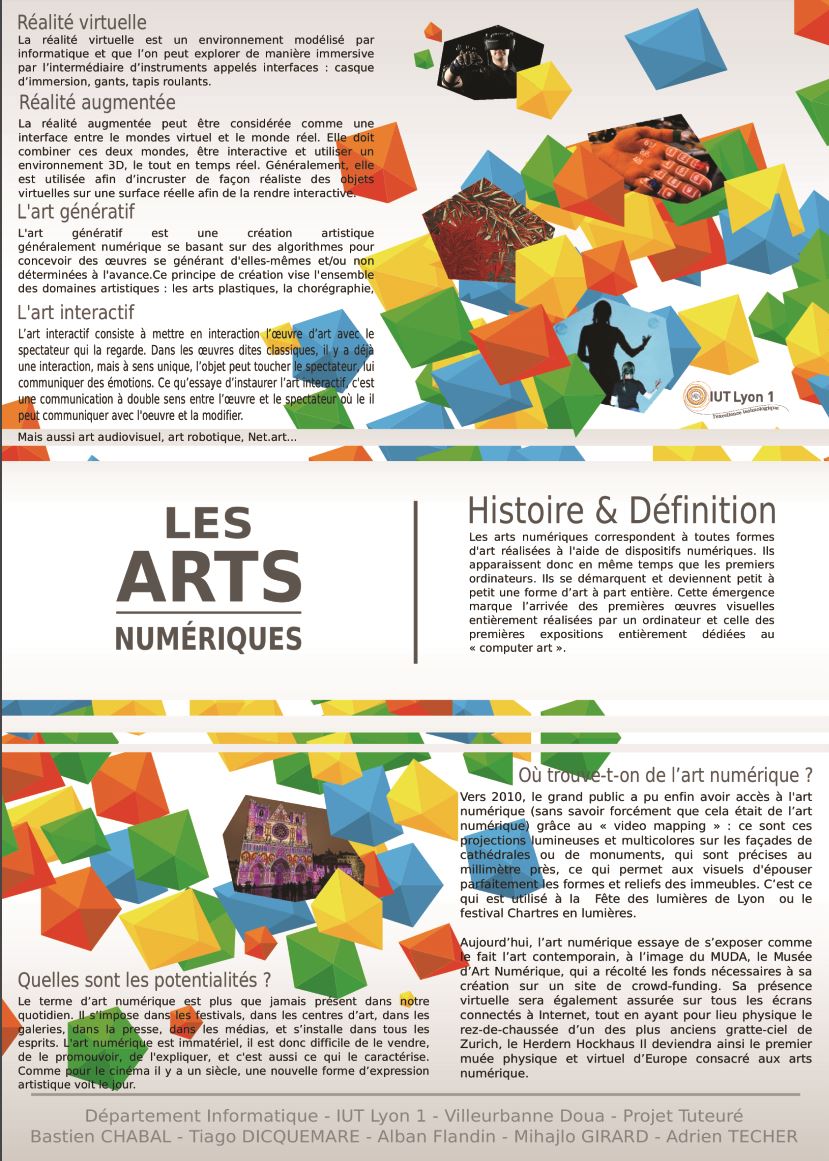 Réalité virtuelle
La réalité virtuelle est un environnement modélisé par
informatique et que l’on peut explorer de manière immersive
par l’intermédiaire d’instruments appelés interfaces : casque
d’immersion, gants, tapis roulants.
Réalité augmentée
La réalité augmentée peut être considérée comme une
interface entre le mondes virtuel et le monde réel. Elle doit
combiner ces deux mondes, être interactive et utiliser un
environnement 3D, le tout en temps réel. Généralement, elle
est utilisée afin d’incruster de façon réaliste des objets
virtuelles sur une surface réelle afin de la rendre interactive.
L'art génératif
L'art génératif est une création artistique
généralement numérique se basant sur des algorithmes pour
concevoir des œuvres se générant d'elles-mêmes et/ou non
déterminées à l'avance.Ce principe de création vise l'ensemble
des domaines artistiques : les arts plastiques, la chorégraphie,
L'art interactif
L’art interactif consiste à mettre en interaction l’œuvre d’art avec le
spectateur qui la regarde. Dans les œuvres dites classiques, il y a déjà
une interaction, mais à sens unique, l’objet peut toucher le spectateur, lui
communiquer des émotions. Ce qu’essaye d’instaurer l’art interactif, c'est
une communication à double sens entre l’œuvre et le spectateur où le il
peut communiquer avec l'oeuvre et la modifier.
Mais aussi art audiovisuel, art robotique, Net.art...
IUT Lyon 1
l'excellence technologique
LES
ARTS
NUMÉRIQUES
Histoire & Définition
Les arts numériques correspondent à toutes formes
d'art réalisées à l'aide de dispositifs numériques. Ils
apparaissent donc en même temps que les premiers
ordinateurs. Ils se démarquent et deviennent petit à
petit une forme d’art à part entière. Cette émergence
marque l’arrivée des premières œuvres visuelles
entièrement réalisées par un ordinateur et celle des
premières expositions entièrement dédiées au
« computer art ».
Où trouve-t-on de l’art numérique ?
Vers 2010, le grand public a pu enfin avoir accès à l'art
numérique (sans savoir forcément que cela était de l’art
numérique) grâce au « video mapping » : ce sont ces
projections lumineuses et multicolores sur les façades de
cathédrales ou de monuments, qui sont précises au
millimètre près, ce qui permet aux visuels d'épouser
parfaitement les formes et reliefs des immeubles. C’est ce
qui est utilisé à la Fête des lumières de Lyon ou le
festival Chartres en lumières.
Aujourd’hui, l’art numérique essaye de s’exposer comme
le fait l’art contemporain, à l’image du MUDA, le Musée
d’Art Numérique, qui a récolté les fonds nécessaires à sa
création sur un site de crowd-funding. Sa présence
virtuelle sera également assurée sur tous les écrans
connectés à Internet, tout en ayant pour lieu physique le
rez-de-chaussée d’un des plus anciens gratte-ciel de
Zurich, le Herdern Hockhaus Il deviendra ainsi le premier
muée physique et virtuel d’Europe consacré aux arts
numérique.
Quelles sont les potentialités ?
Le terme d’art numérique est plus que jamais présent dans notre
quotidien. Il s’impose dans les festivals, dans les centres d’art, dans les
galeries, dans la presse, dans les médias, et s’installe dans tous les
esprits. L'art numérique est immatériel, il est donc difficile de le vendre,
de le promouvoir, de l'expliquer, et c'est aussi ce qui le caractérise.
Comme pour le cinéma il y a un siècle, une nouvelle forme d’expression
artistique voit le jour.
Département Informatique - IUT Lyon 1 - Villeurbanne Doua - Projet Tuteuré
Bastien CHABAL - Tiago DICQUEMARE - Alban Flandin - Mihajlo GIRARD - Adrien TECHER